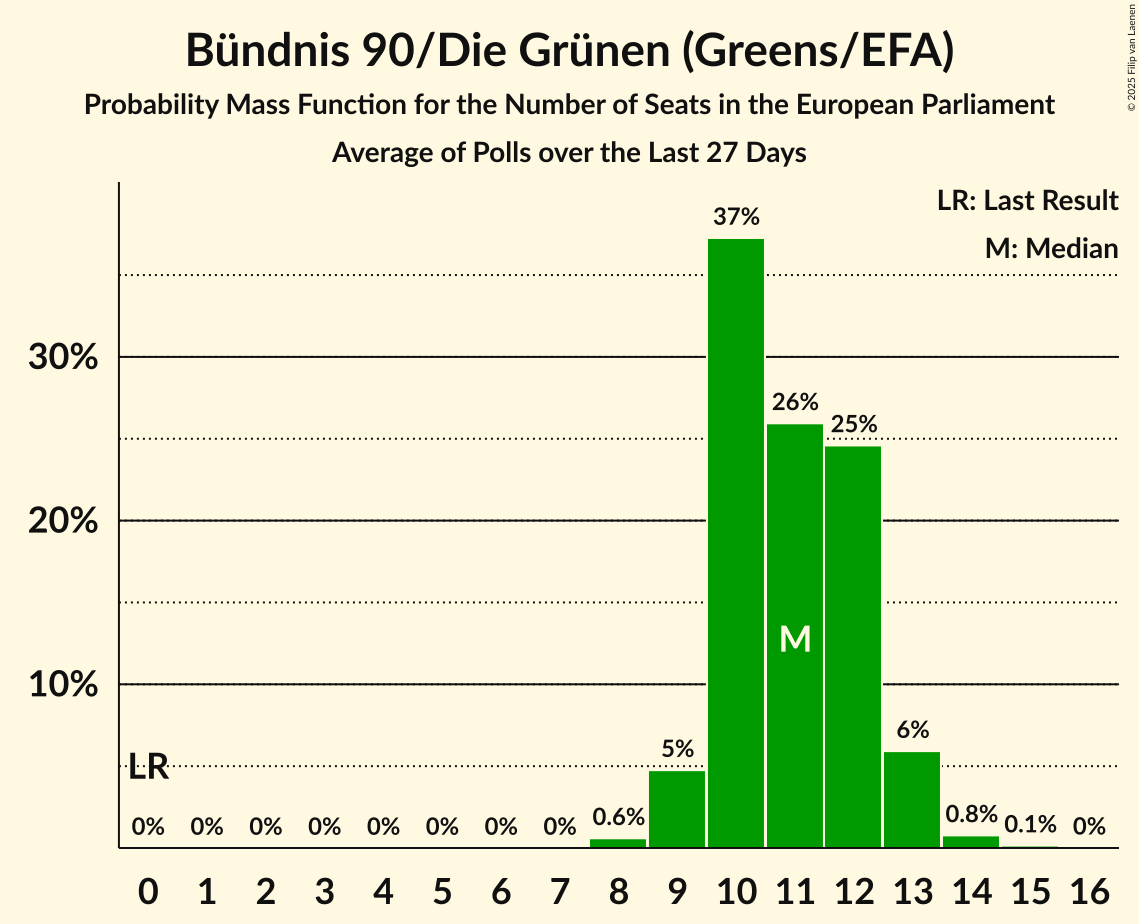 Bündnis 90/Die Grünen (Greens/EFA)
Probability Mass Function for the Number of Seats in the European Parliament
Average of Polls over the Last 27 Days
© 2025 Filip van Laenen
LR: Last Result
M: Median
37%
30%
26%
25%
20%
M
10%
6%
5%
LR
0% 0% 0% 0% 0% 0% 0% 0% 0.6% 0.8% 0.1% 0%
0 1 2 3 4 5 6 7 8 9 10 11 12 13 14 15 16